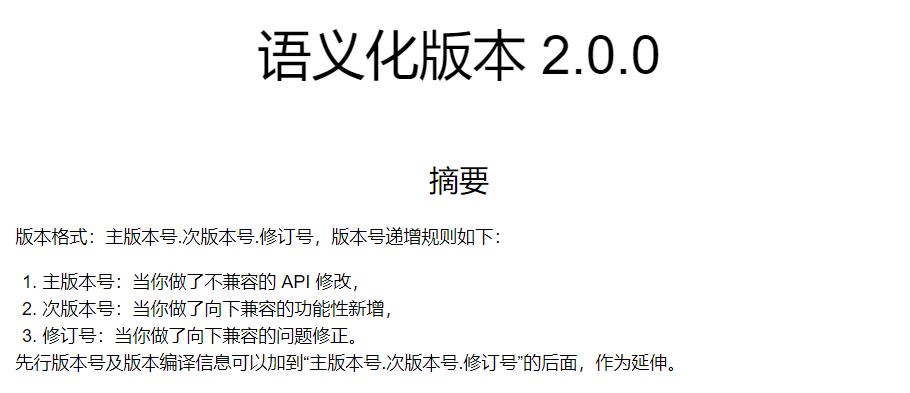 语义化版本 2.0.0
摘要
版本格式：主版本号.次版本号.修订号，版本号递增规则如下：
1. 主版本号：当你做了不兼容的 API 修改，
2. 次版本号：当你做了向下兼容的功能性新增，
3. 修订号：当你做了向下兼容的问题修正。
先行版本号及版本编译信息可以加到“主版本号.次版本号.修订号”的后面，作为延伸。